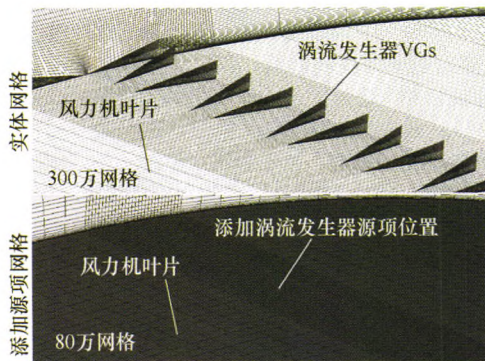 实体网格
涡流发生器VGs
风力机叶片
300万网格
添加源项网格
添加涡流发生器源项位置
风力机叶片
80万网格